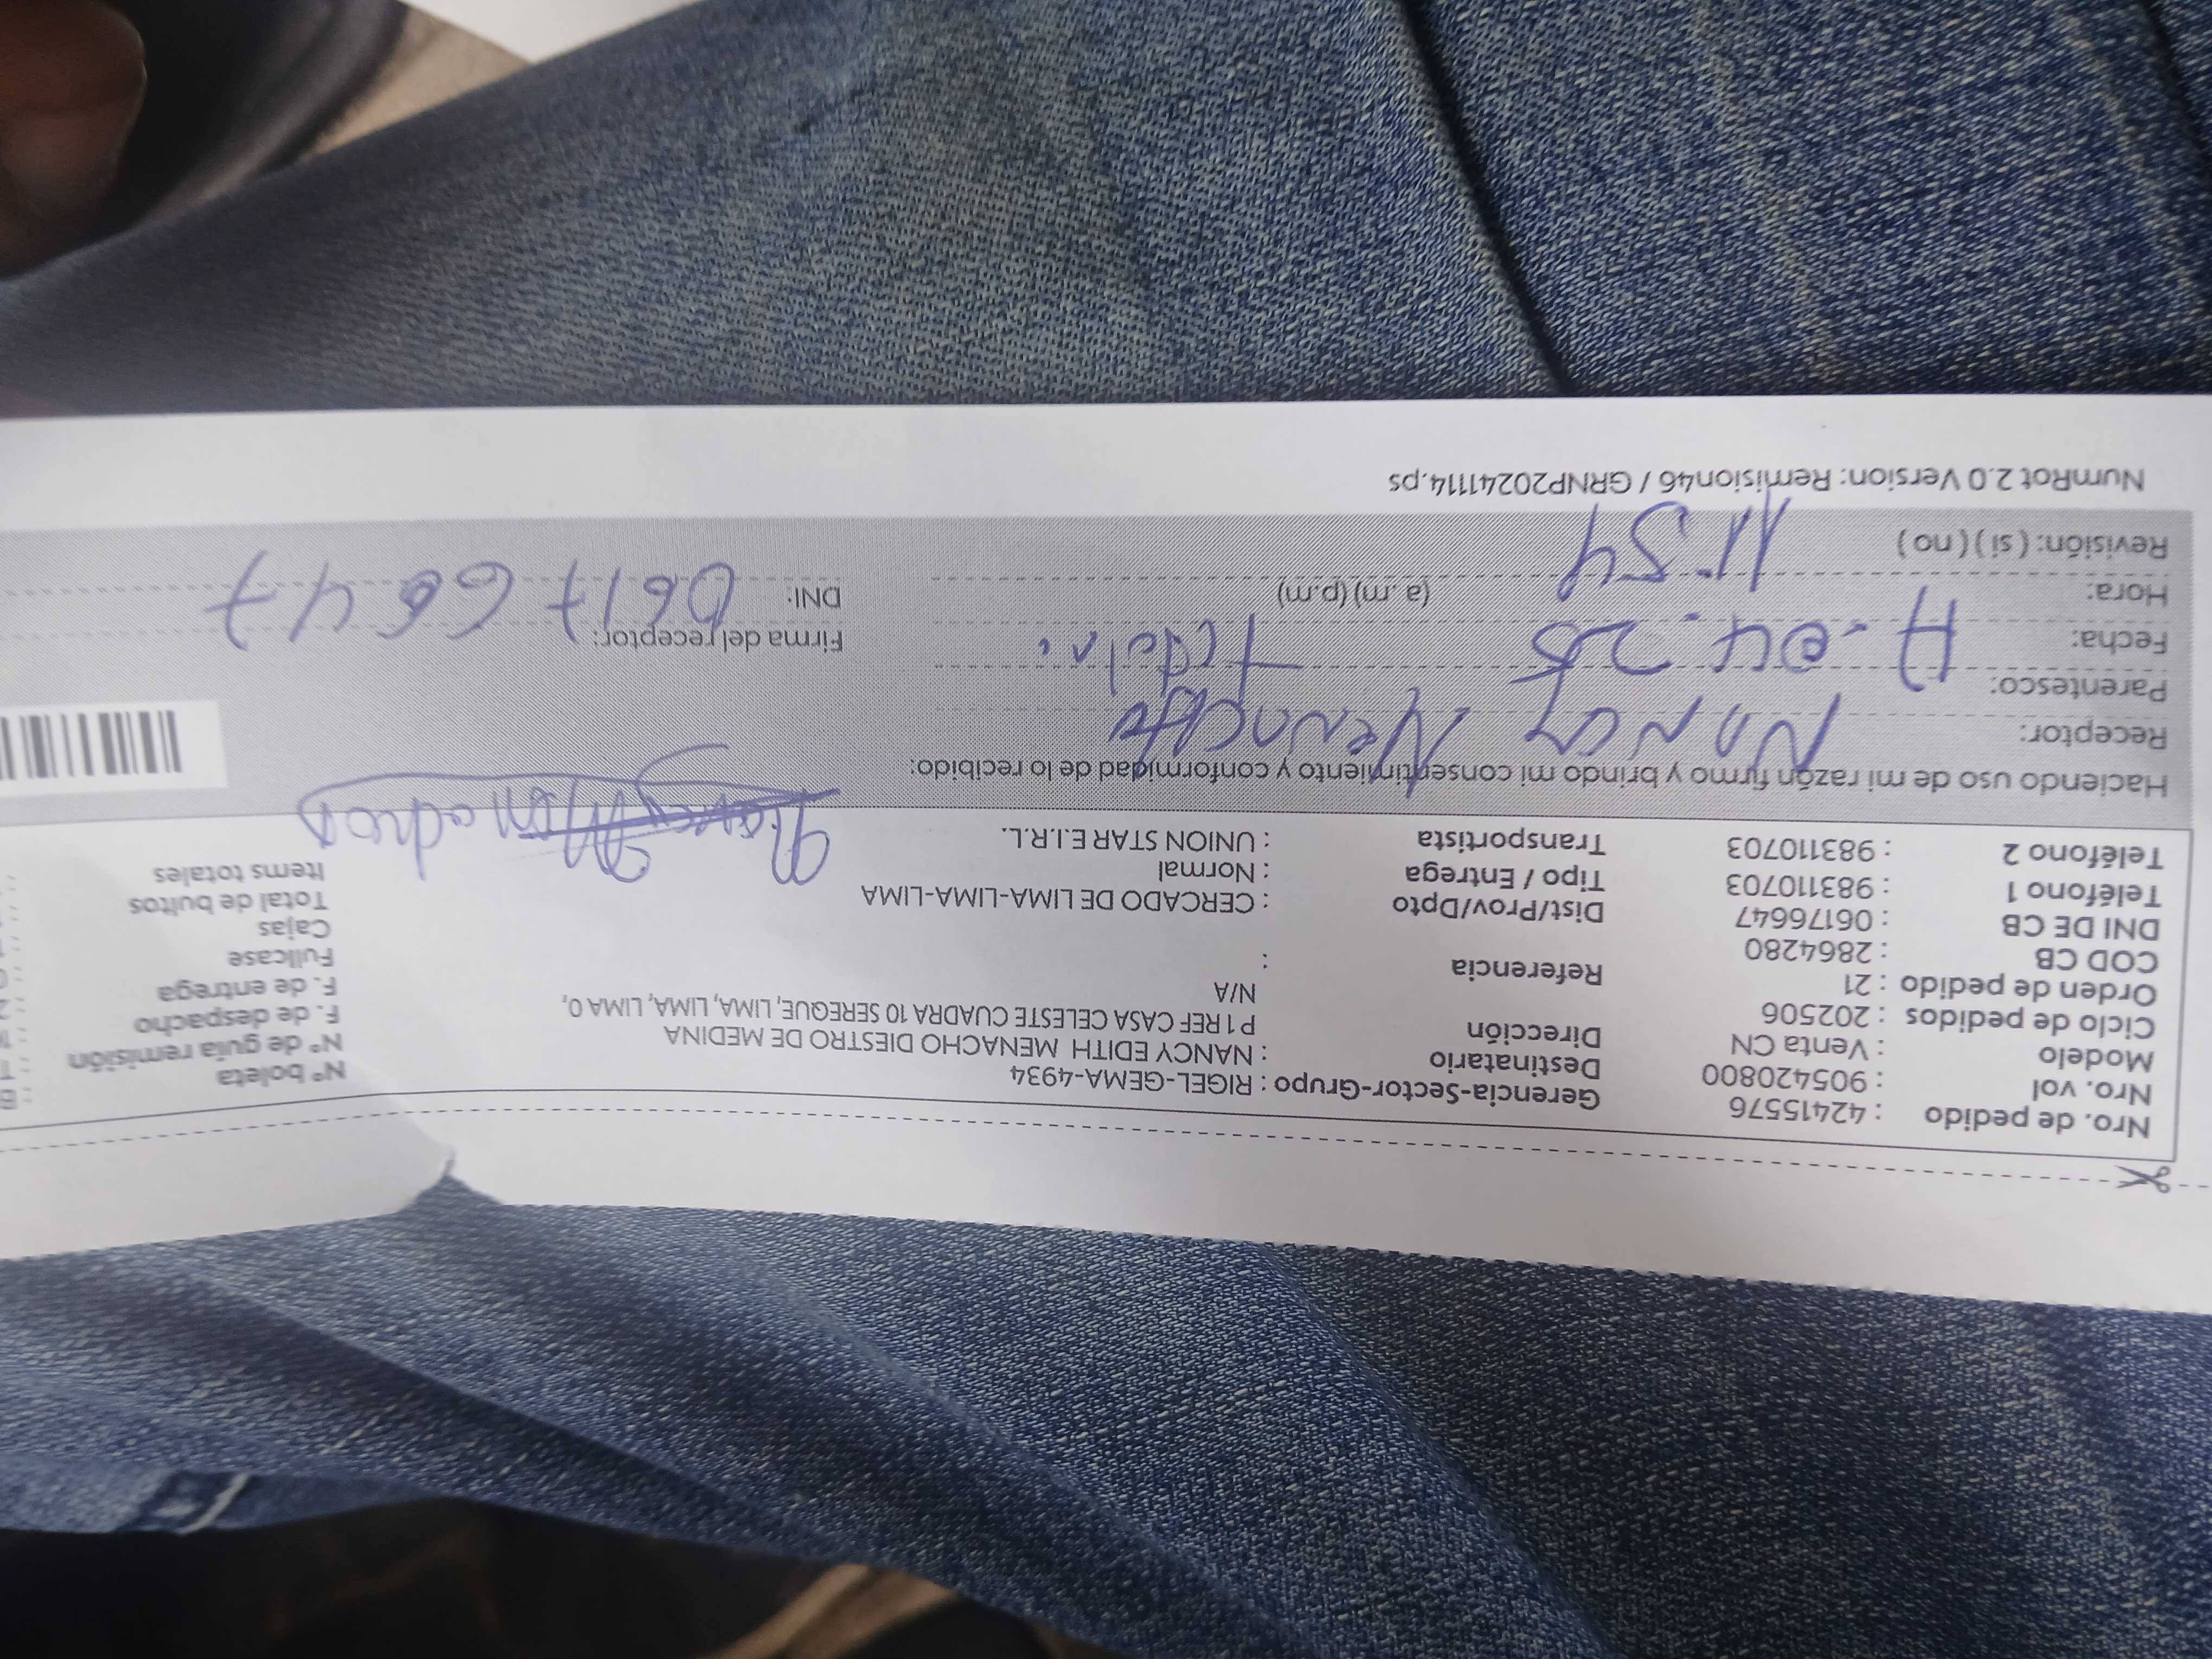 Nro. de pedido : 42415576 Gerencia-Sector-Grupo : RIGEL-GEMA-4934 N° boleta
Nro. vol : 905420800 Destinatario : NANCY EDITH MENACHO DIESTRO DE MEDINA N° de guía remisión
Modelo : Venta CN Dirección P 1 REF CASA CELESTE CUADRA 10 SEREQUE, LIMA, LIMA, LIMA 0, F. de despacho
Ciclo de pedidos : 202506 N/A F. de entrega
Orden de pedido : 21 Referencia : Fullcase
COD CB : 2864280 Dist/Prov/Dpto : CERCADO DE LIMA-LIMA-LIMA Cajas
DNI DE CB : 06176647 Tipo / Entrega : Normal Total de bultos
Teléfono 1 : 983110703 Transportista : UNION STAR E.I.R.L. Items totales
Teléfono 2 : 983110703
Haciendo uso de mi razón firmo y brindo mi consentimiento y conformidad de lo recibido:
Receptor: Nancy Menacho
Parentesco: Titular
Fecha: 04.25 Firma del receptor:
Hora: 11:54 (a.m) (p.m) DNI: 06176647
Revisión: ( si ) ( no )
NumRot 2.0 Version: Remision46 / GRNP20241114.ps